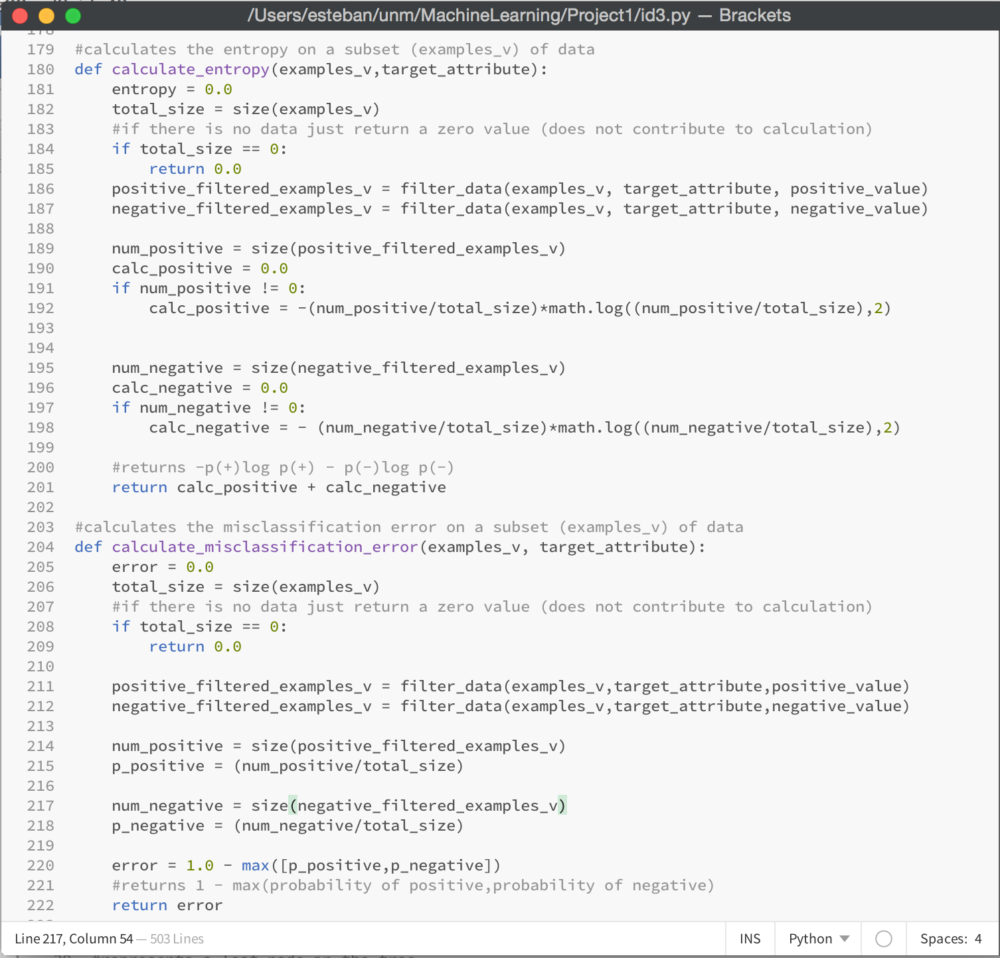 /Users/esteban/unm/MachineLearning/Project1/id3.py — Brackets
178
179 #calculates the entropy on a subset (examples_v) of data
180 def calculate_entropy(examples_v,target_attribute):
181     entropy = 0.0
182     total_size = size(examples_v)
183     #if there is no data just return a zero value (does not contribute to calculation)
184     if total_size == 0:
185         return 0.0
186     positive_filtered_examples_v = filter_data(examples_v, target_attribute, positive_value)
187     negative_filtered_examples_v = filter_data(examples_v, target_attribute, negative_value)
188
189     num_positive = size(positive_filtered_examples_v)
190     calc_positive = 0.0
191     if num_positive != 0:
192         calc_positive = -(num_positive/total_size)*math.log((num_positive/total_size),2)
193
194
195     num_negative = size(negative_filtered_examples_v)
196     calc_negative = 0.0
197     if num_negative != 0:
198         calc_negative = - (num_negative/total_size)*math.log((num_negative/total_size),2)
199
200     #returns -p(+)log p(+) - p(-)log p(-)
201     return calc_positive + calc_negative
202
203 #calculates the misclassification error on a subset (examples_v) of data
204 def calculate_misclassification_error(examples_v, target_attribute):
205     error = 0.0
206     total_size = size(examples_v)
207     #if there is no data just return a zero value (does not contribute to calculation)
208     if total_size == 0:
209         return 0.0
210
211     positive_filtered_examples_v = filter_data(examples_v,target_attribute,positive_value)
212     negative_filtered_examples_v = filter_data(examples_v,target_attribute,negative_value)
213
214     num_positive = size(positive_filtered_examples_v)
215     p_positive = (num_positive/total_size)
216
217     num_negative = size(negative_filtered_examples_v)
218     p_negative = (num_negative/total_size)
219
220     error = 1.0 - max([p_positive,p_negative])
221     #returns 1 - max(probability of positive,probability of negative)
222     return error
Line 217, Column 54 — 503 Lines
INS Python Spaces: 4